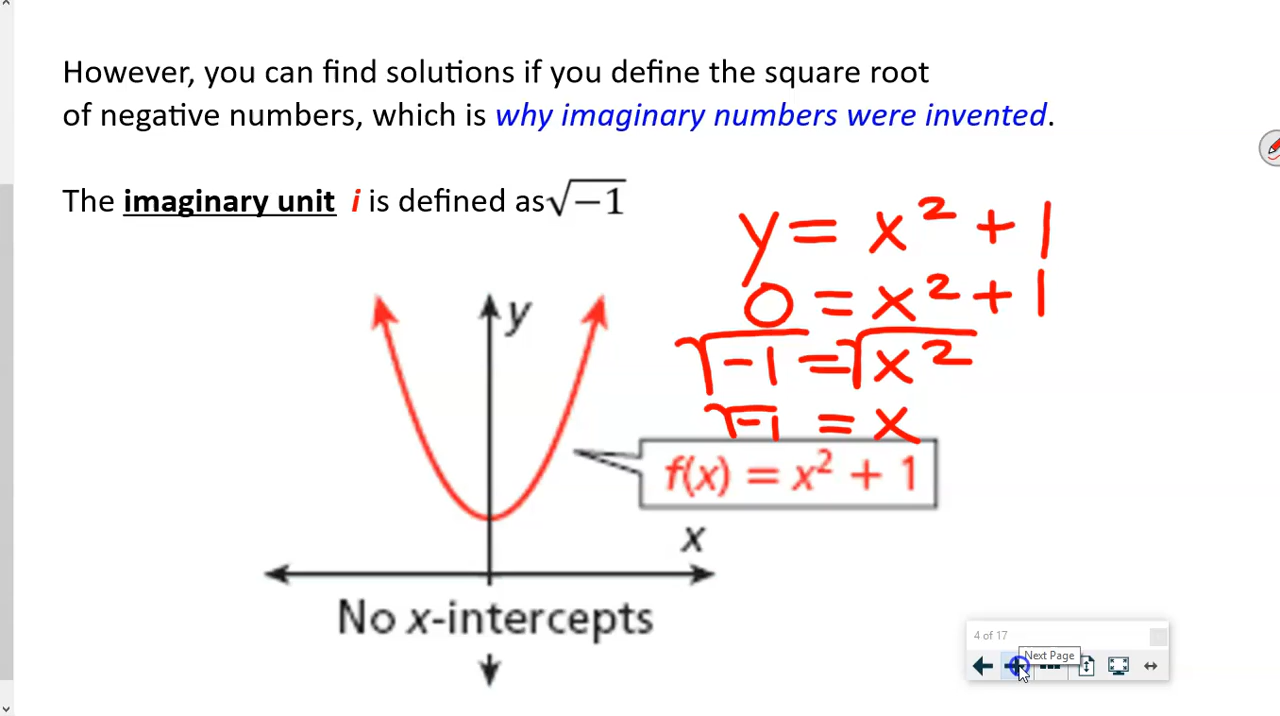 However, you can find solutions if you define the square root
of negative numbers, which is why imaginary numbers were invented.
The imaginary unit i is defined as √−1
y = x² + 1
0 = x² + 1
√−1 = √x²
√−1 = x
y
f(x) = x² + 1
x
No x-intercepts
4 of 17
Next Page